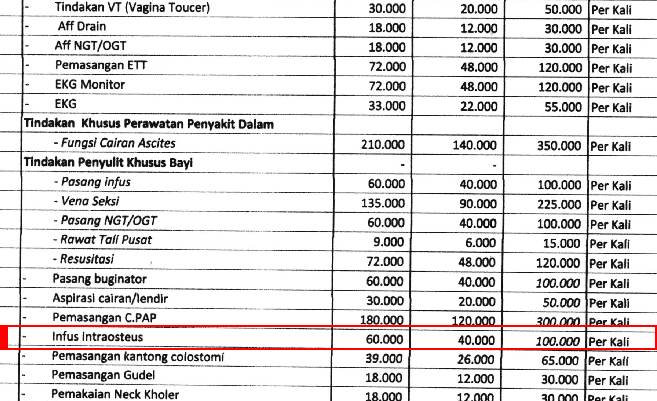 - Tindakan VT (Vagina Toucer) 30.000 20.000 50.000 Per Kali
- Aff Drain 18.000 12.000 30.000 Per Kali
- Aff NGT/OGT 18.000 12.000 30.000 Per Kali
- Pemasangan ETT 72.000 48.000 120.000 Per Kali
- EKG Monitor 72.000 48.000 120.000 Per Kali
- EKG 33.000 22.000 55.000 Per Kali
Tindakan Khusus Perawatan Penyakit Dalam
- Fungsi Cairan Ascites 210.000 140.000 350.000 Per Kali
Tindakan Penyulit Khusus Bayi - -
- Pasang infus 60.000 40.000 100.000 Per Kali
- Vena Seksi 135.000 90.000 225.000 Per Kali
- Pasang NGT/OGT 60.000 40.000 100.000 Per Kali
- Rawat Tali Pusat 9.000 6.000 15.000 Per Kali
- Resusitasi 72.000 48.000 120.000 Per Kali
- Pasang buginator 60.000 40.000 100.000 Per Kali
- Aspirasi cairan/lendir 30.000 20.000 50.000 Per Kali
- Pemasangan C.PAP 180.000 120.000 300.000 Per Kali
- Infus Intraosteus 60.000 40.000 100.000 Per Kali
- Pemasangan kantong colostomi 39.000 26.000 65.000 Per Kali
- Pemasangan Gudel 18.000 12.000 30.000 Per Kali
- Pemakaian Neck Kholer 18.000 12.000 30.000 Per Kali